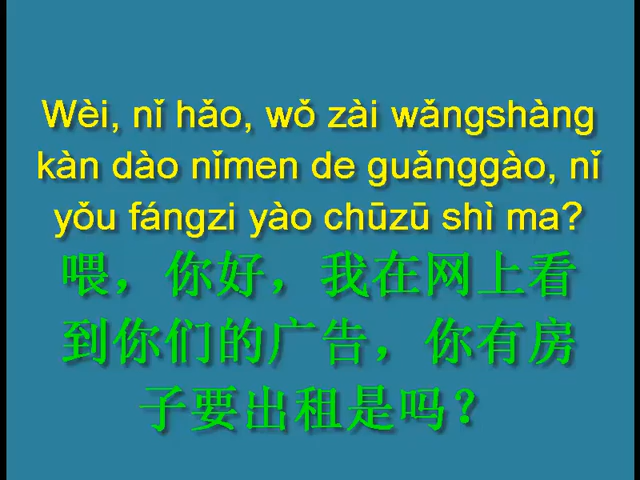 Wèi, nǐ hǎo, wǒ zài wǎngshàng
kàn dào nǐmen de guǎnggào, nǐ
yǒu fángzi yào chūzū shì ma?
喂，你好，我在网上看
到你们的广告，你有房
子要出租是吗？